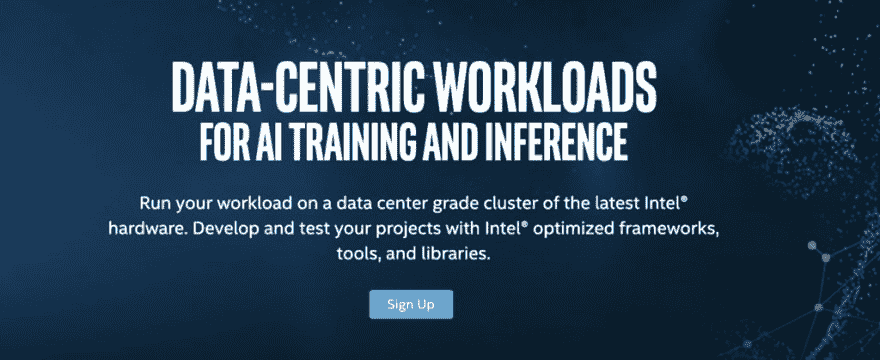 DATA-CENTRIC WORKLOADS
FOR AI TRAINING AND INFERENCE
Run your workload on a data center grade cluster of the latest Intel®
hardware. Develop and test your projects with Intel® optimized frameworks,
tools, and libraries.
Sign Up